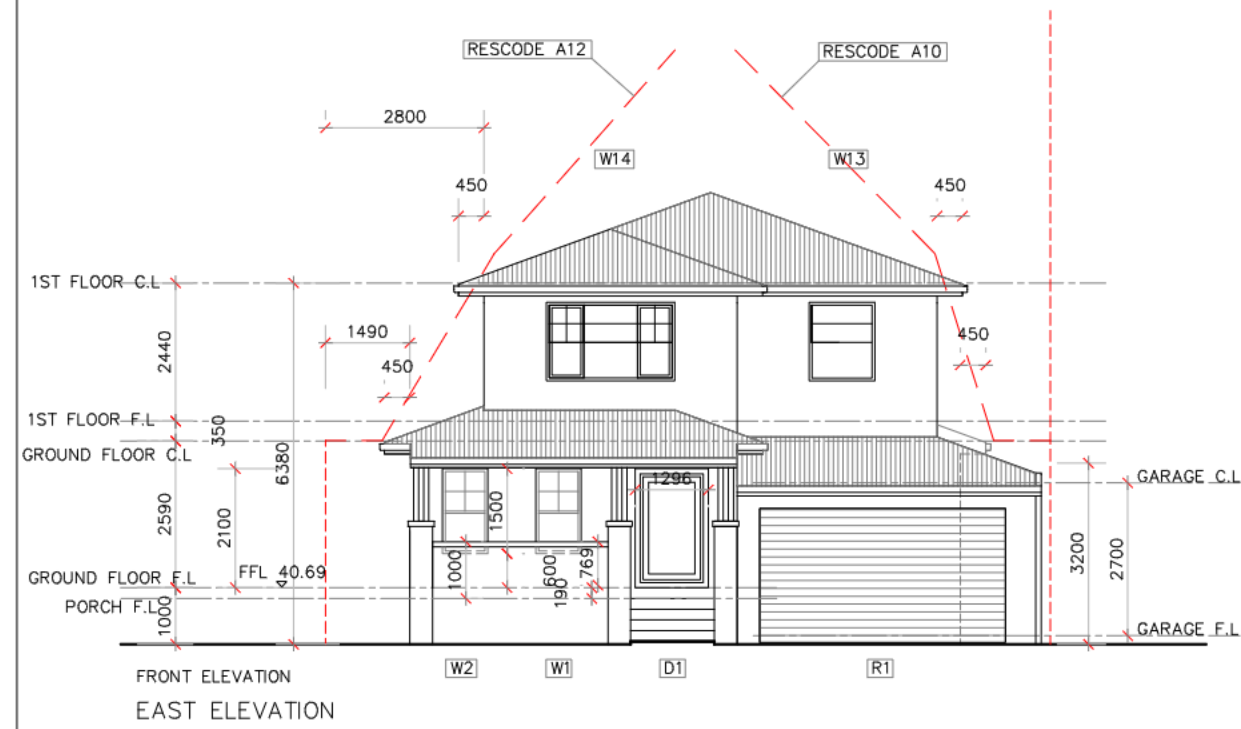 RESCODE A12
RESCODE A10
2800
W14
W13
450
450
1ST FLOOR C.L
1490
450
450
2440
1ST FLOOR F.L
350
GROUND FLOOR C.L
6380
1296
GARAGE C.L
2590
2100
1500
3200
2700
1000
600
769
190
GROUND FLOOR F.L
FFL 40.69
PORCH F.L
1000
GARAGE F.L
W2
W1
D1
R1
FRONT ELEVATION
EAST ELEVATION